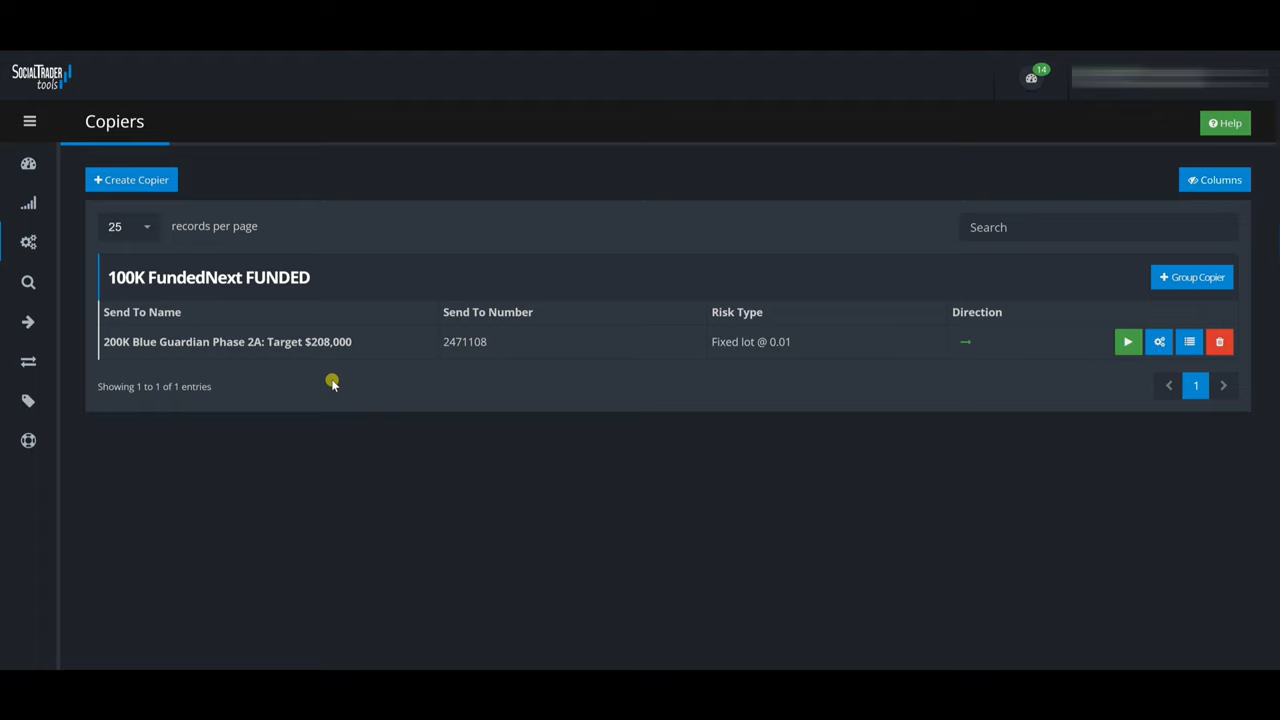 SOCIALTRADER
tools
14
Copiers
Help
Create Copier
Columns
25
records per page
Search
100K FundedNext FUNDED
Group Copier
Send To Name
Send To Number
Risk Type
Direction
200K Blue Guardian Phase 2A: Target $208,000
2471108
Fixed lot @ 0.01
Showing 1 to 1 of 1 entries
1